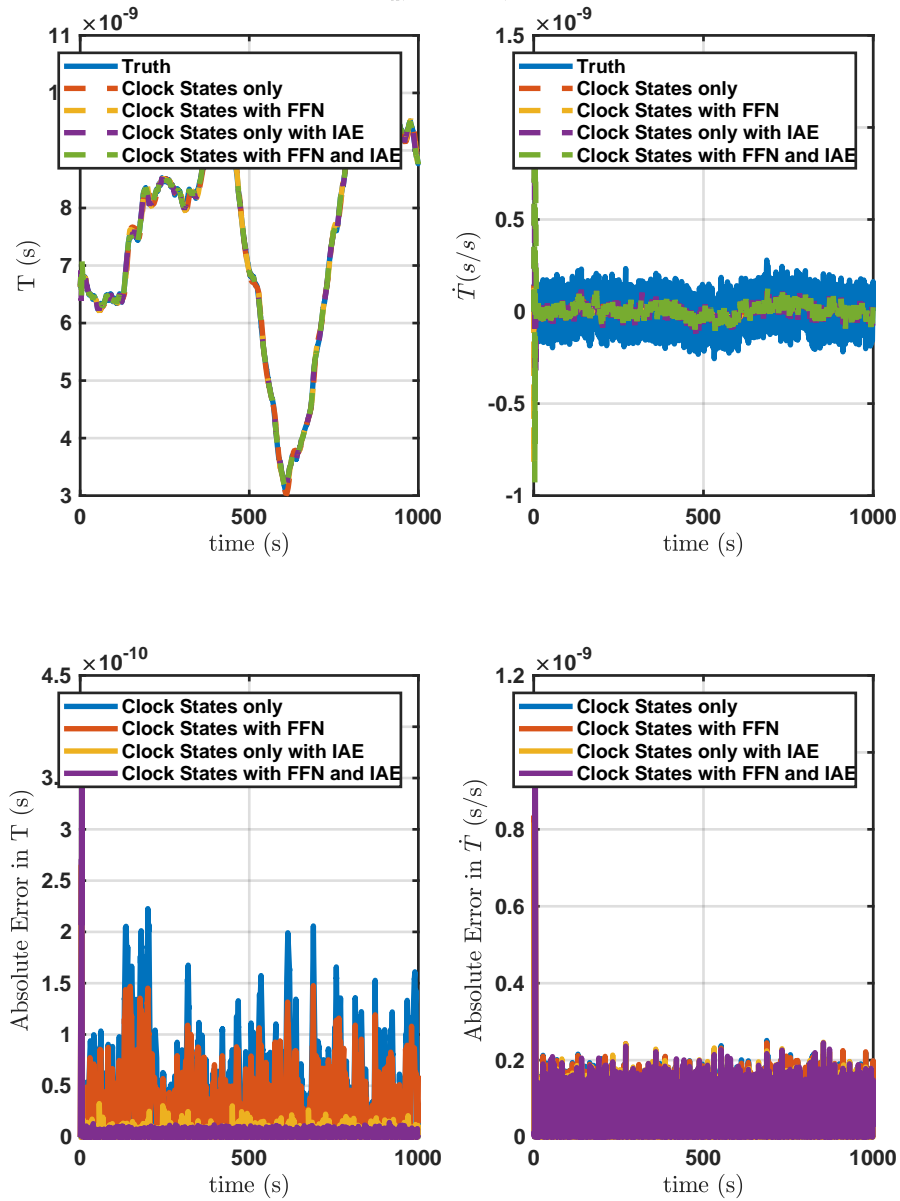 ×10-9
11
10
9
8
7
6
5
4
3
T (s)
Truth
Clock States only
Clock States with FFN
Clock States only with IAE
Clock States with FFN and IAE
0
500
1000
time (s)
×10-9
1.5
1
0.5
0
-0.5
-1
Ṫ(s/s)
Truth
Clock States only
Clock States with FFN
Clock States only with IAE
Clock States with FFN and IAE
0
500
1000
time (s)
×10-10
4.5
3.
3
2
1.5
1
0.5
0
Absolute Error in T (s)
Clock States only
Clock States with FFN
Clock States only with IAE
Clock States with FFN and IAE
0
500
1000
time (s)
×10-9
1.2
0.8
0.6
0.4
0.2
0
Absolute Error in Ṫ (s/s)
Clock States only
Clock States with FFN
Clock States only with IAE
Clock States with FFN and IAE
0
500
1000
time (s)